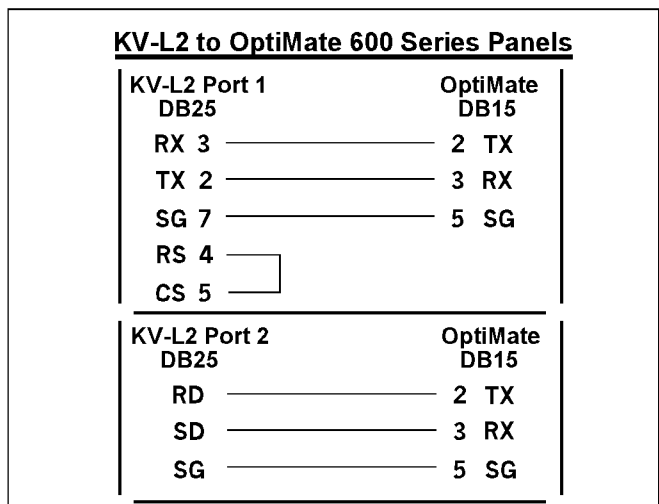 KV-L2 to OptiMate 600 Series Panels
KV-L2 Port 1 OptiMate
DB25 DB15
RX 3 2 TX
TX 2 3 RX
SG 7 5 SG
RS 4
CS 5
KV-L2 Port 2 OptiMate
DB25 DB15
RD 2 TX
SD 3 RX
SG 5 SG